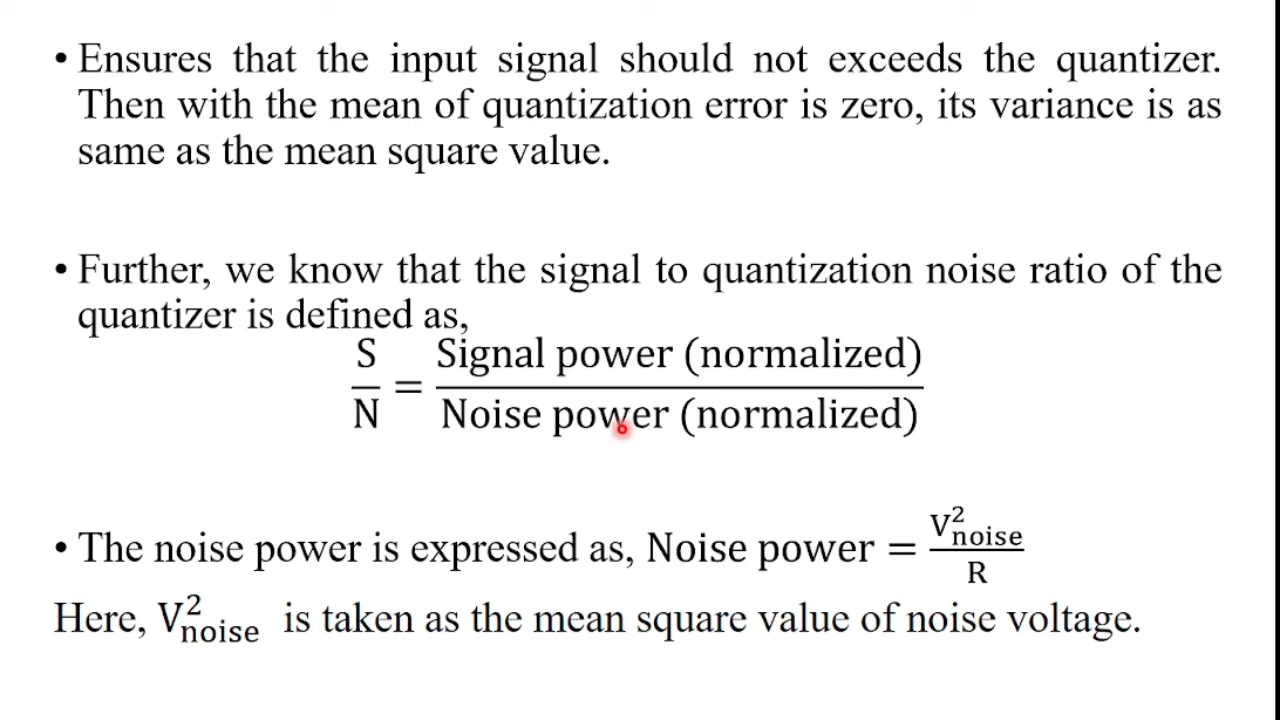 • Ensures that the input signal should not exceeds the quantizer.
Then with the mean of quantization error is zero, its variance is as
same as the mean square value.
• Further, we know that the signal to quantization noise ratio of the
quantizer is defined as,
S/N = Signal power (normalized)/Noise power (normalized)
• The noise power is expressed as, Noise power = V²noise/R
Here, V²noise is taken as the mean square value of noise voltage.